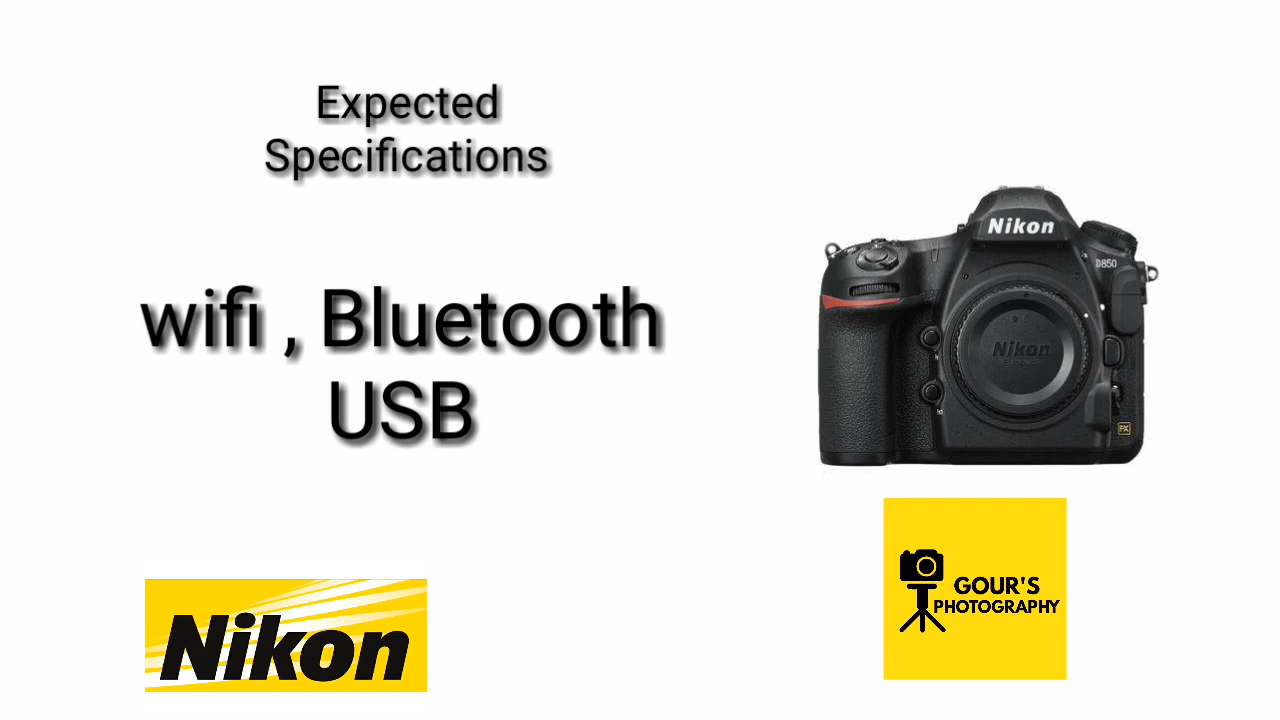 Expected
Specifications
wifi , Bluetooth
USB
Nikon
D850
Nikon
FX
Nikon
GOUR'S
PHOTOGRAPHY